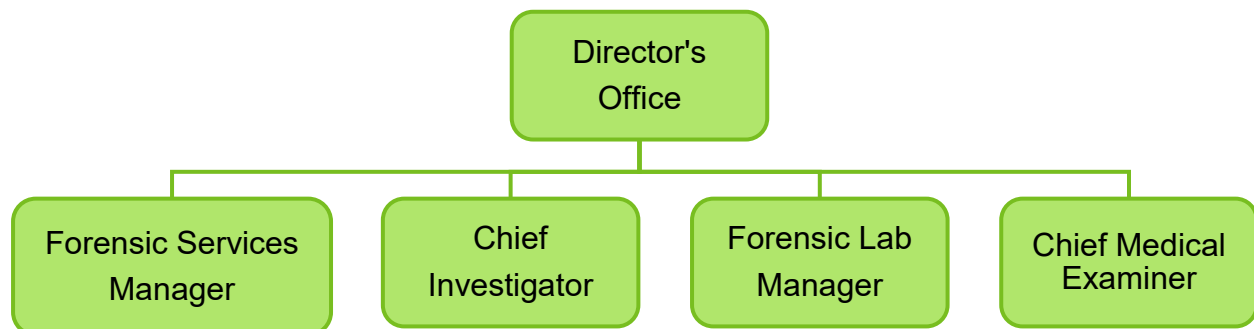 Director's
Office
Forensic Services
Manager
Chief
Investigator
Forensic Lab
Manager
Chief Medical
Examiner